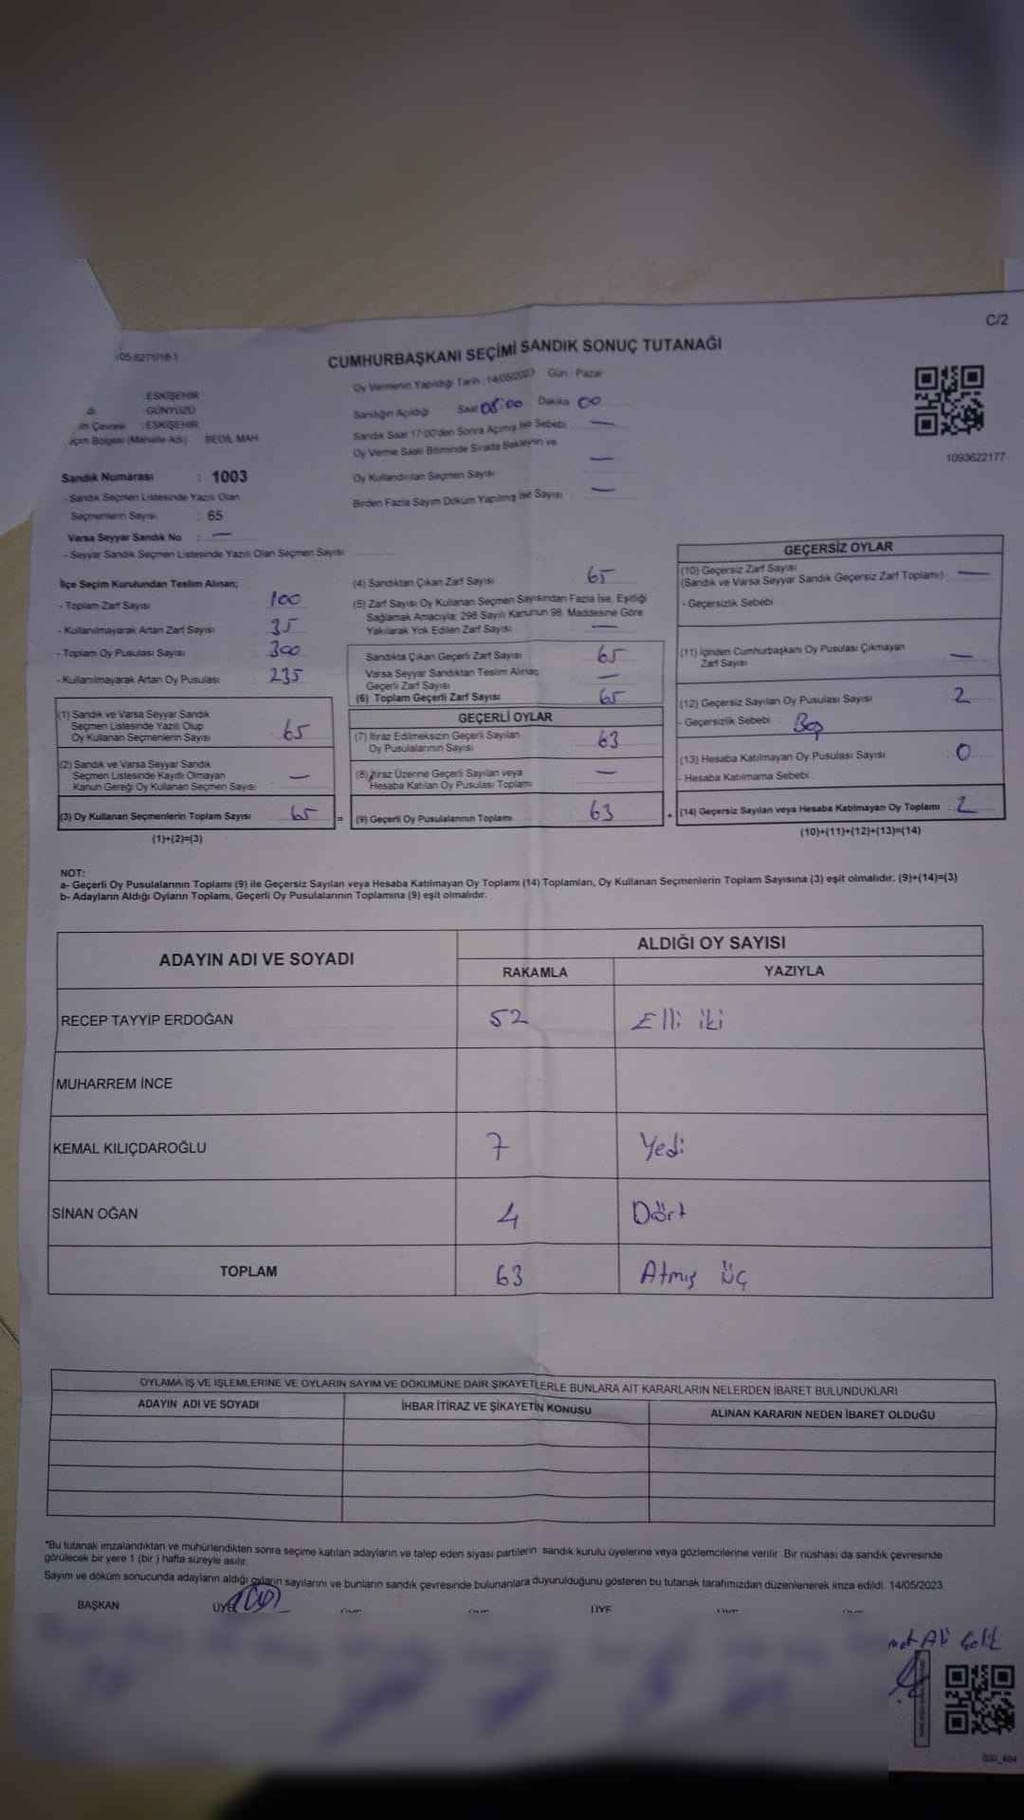 C/2
CUMHURBAŞKANI SEÇİMİ SANDIK SONUÇ TUTANAĞI
Oy Vermenin Yapıldığı Tarih : 14/05/2023 Gün : Pazar
ESKİŞEHİR
GÜNYÜZÜ
ESKİŞEHİR
Sandığın Açıldığı Saat 08:00 Dakika 00
Sandık Saat 17:00'den Sonra Açılmış İse Sebebi —
Oy Verme Saati Bitiminde Sırada Bekleyen ve
Oy Kullandırılan Seçmen Sayısı —
Birden Fazla Sayım Döküm Yapılmış İse Sayısı —
1093622177
Sandık Numarası : 1003
- Sandık Seçmen Listesinde Yazılı Olan
Seçmenlerin Sayısı : 65
Varsa Seyyar Sandık No : —
- Seyyar Sandık Seçmen Listesinde Yazılı Olan Seçmen Sayısı
İlçe Seçim Kurulundan Teslim Alınan;
- Toplam Zarf Sayısı 100
- Kullanılmayarak Artan Zarf Sayısı 35
- Toplam Oy Pusulası Sayısı 300
- Kullanılmayarak Artan Oy Pusulası 235
(1) Sandık ve Varsa Seyyar Sandık
Seçmen Listesinde Yazılı Olup
Oy Kullanan Seçmenlerin Sayısı 65
(2) Sandık ve Varsa Seyyar Sandık
Seçmen Listesinde Kayıtlı Olmayan
Kanun Gereği Oy Kullanan Seçmen Sayısı —
(3) Oy Kullanan Seçmenlerin Toplam Sayısı 65
(1)+(2)=(3)
(4) Sandıktan Çıkan Zarf Sayısı 65
(5) Zarf Sayısı Oy Kullanan Seçmen Sayısından Fazla İse, Eşitliği
Sağlamak Amacıyla; 298 Sayılı Kanunun 98. Maddesine Göre
Yakılarak Yok Edilen Zarf Sayısı —
Sandıkta Çıkan Geçerli Zarf Sayısı 65
Varsa Seyyar Sandıktan Teslim Alınan
Geçerli Zarf Sayısı —
(6) Toplam Geçerli Zarf Sayısı 65
GEÇERLİ OYLAR
(7) İtiraz Edilmeksizin Geçerli Sayılan
Oy Pusulalarının Sayısı 63
(8) İtiraz Üzerine Geçerli Sayılan veya
Hesaba Katılan Oy Pusulası Toplamı —
= (9) Geçerli Oy Pusulalarının Toplamı 63
GEÇERSİZ OYLAR
(10) Geçersiz Zarf Sayısı
(Sandık ve Varsa Seyyar Sandık Geçersiz Zarf Toplamı) —
- Geçersizlik Sebebi
(11) İçinden Cumhurbaşkanı Oy Pusulası Çıkmayan
Zarf Sayısı —
(12) Geçersiz Sayılan Oy Pusulası Sayısı 2
- Geçersizlik Sebebi Boş
(13) Hesaba Katılmayan Oy Pusulası Sayısı 0
- Hesaba Katılmama Sebebi
+ (14) Geçersiz Sayılan veya Hesaba Katılmayan Oy Toplamı 2
(10)+(11)+(12)+(13)=(14)
NOT:
a- Geçerli Oy Pusulalarının Toplamı (9) ile Geçersiz Sayılan veya Hesaba Katılmayan Oy Toplamı (14) Toplamları, Oy Kullanan Seçmenlerin Toplam Sayısına (3) eşit olmalıdır. (9)+(14)=(3)
b- Adayların Aldığı Oyların Toplamı, Geçerli Oy Pusulalarının Toplamına (9) eşit olmalıdır.
ADAYIN ADI VE SOYADI ALDIĞI OY SAYISI
RAKAMLA YAZIYLA
RECEP TAYYİP ERDOĞAN 52 Elli iki
MUHARREM İNCE
KEMAL KILIÇDAROĞLU 7 Yedi
SİNAN OĞAN 4 Dört
TOPLAM 63 Atmış üç
OYLAMA İŞ VE İŞLEMLERİNE VE OYLARIN SAYIM VE DÖKÜMÜNE DAİR ŞİKAYETLERLE BUNLARA AİT KARARLARIN NELERDEN İBARET BULUNDUKLARI
ADAYIN ADI VE SOYADI İHBAR İTİRAZ VE ŞİKAYETİN KONUSU ALINAN KARARIN NEDEN İBARET OLDUĞU
*Bu tutanak imzalandıktan ve mühürlendikten sonra seçime katılan adayların ve talep eden siyasi partilerin sandık kurulu üyelerine veya gözlemcilerine verilir. Bir nüshası da sandık çevresinde
görülecek bir yere 1 (bir) hafta süreyle asılır.
Sayım ve döküm sonucunda adayların aldığı oyların sayılarını ve bunların sandık çevresinde bulunanlara duyurulduğunu gösteren bu tutanak tarafımızdan düzenlenerek imza edildi. 14/05/2023
BAŞKAN ÜYE ÜYE